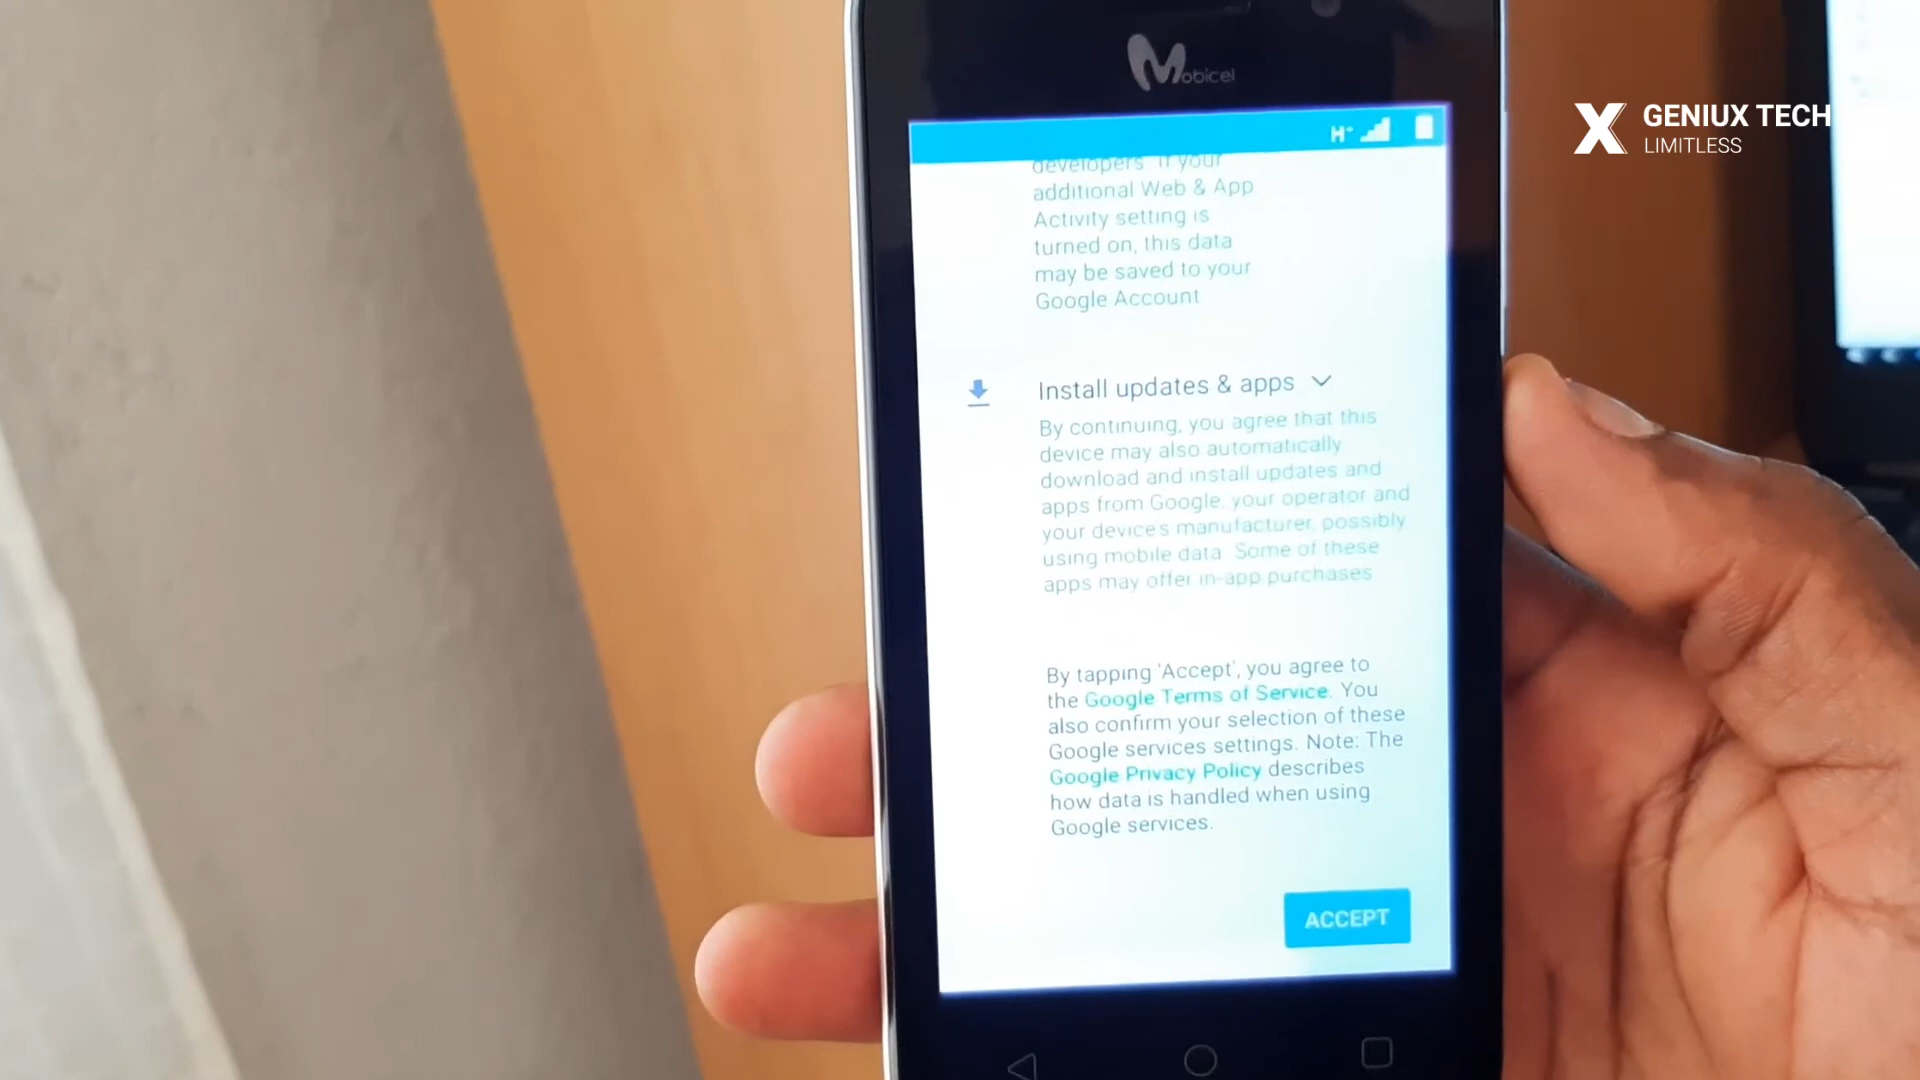 Mobicel
GENIUX TECH
LIMITLESS
H+
developers. If your
additional Web & App
Activity setting is
turned on, this data
may be saved to your
Google Account
Install updates & apps
By continuing, you agree that this
device may also automatically
download and install updates and
apps from Google, your operator and
your device's manufacturer, possibly
using mobile data. Some of these
apps may offer in-app purchases
By tapping 'Accept', you agree to
the Google Terms of Service. You
also confirm your selection of these
Google services settings. Note: The
Google Privacy Policy describes
how data is handled when using
Google services.
ACCEPT